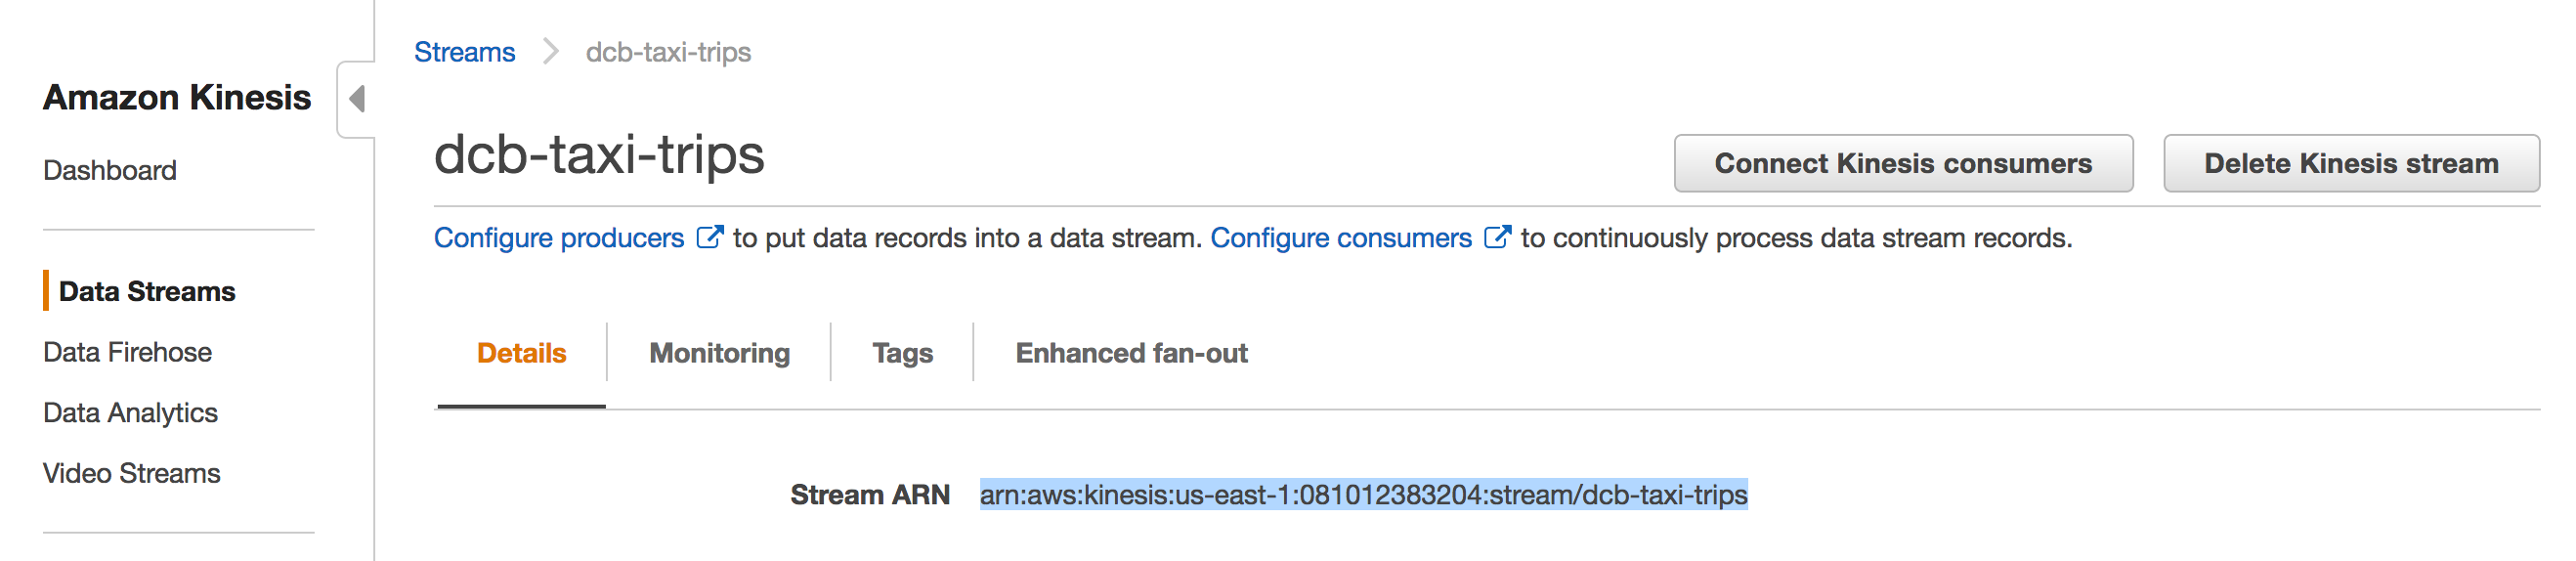 Amazon Kinesis
Dashboard
Data Streams
Data Firehose
Data Analytics
Video Streams
Streams dcb-taxi-trips
dcb-taxi-trips
Connect Kinesis consumers
Delete Kinesis stream
Configure producers to put data records into a data stream. Configure consumers to continuously process data stream records.
Details Monitoring Tags Enhanced fan-out
Stream ARN arn:aws:kinesis:us-east-1:081012383204:stream/dcb-taxi-trips